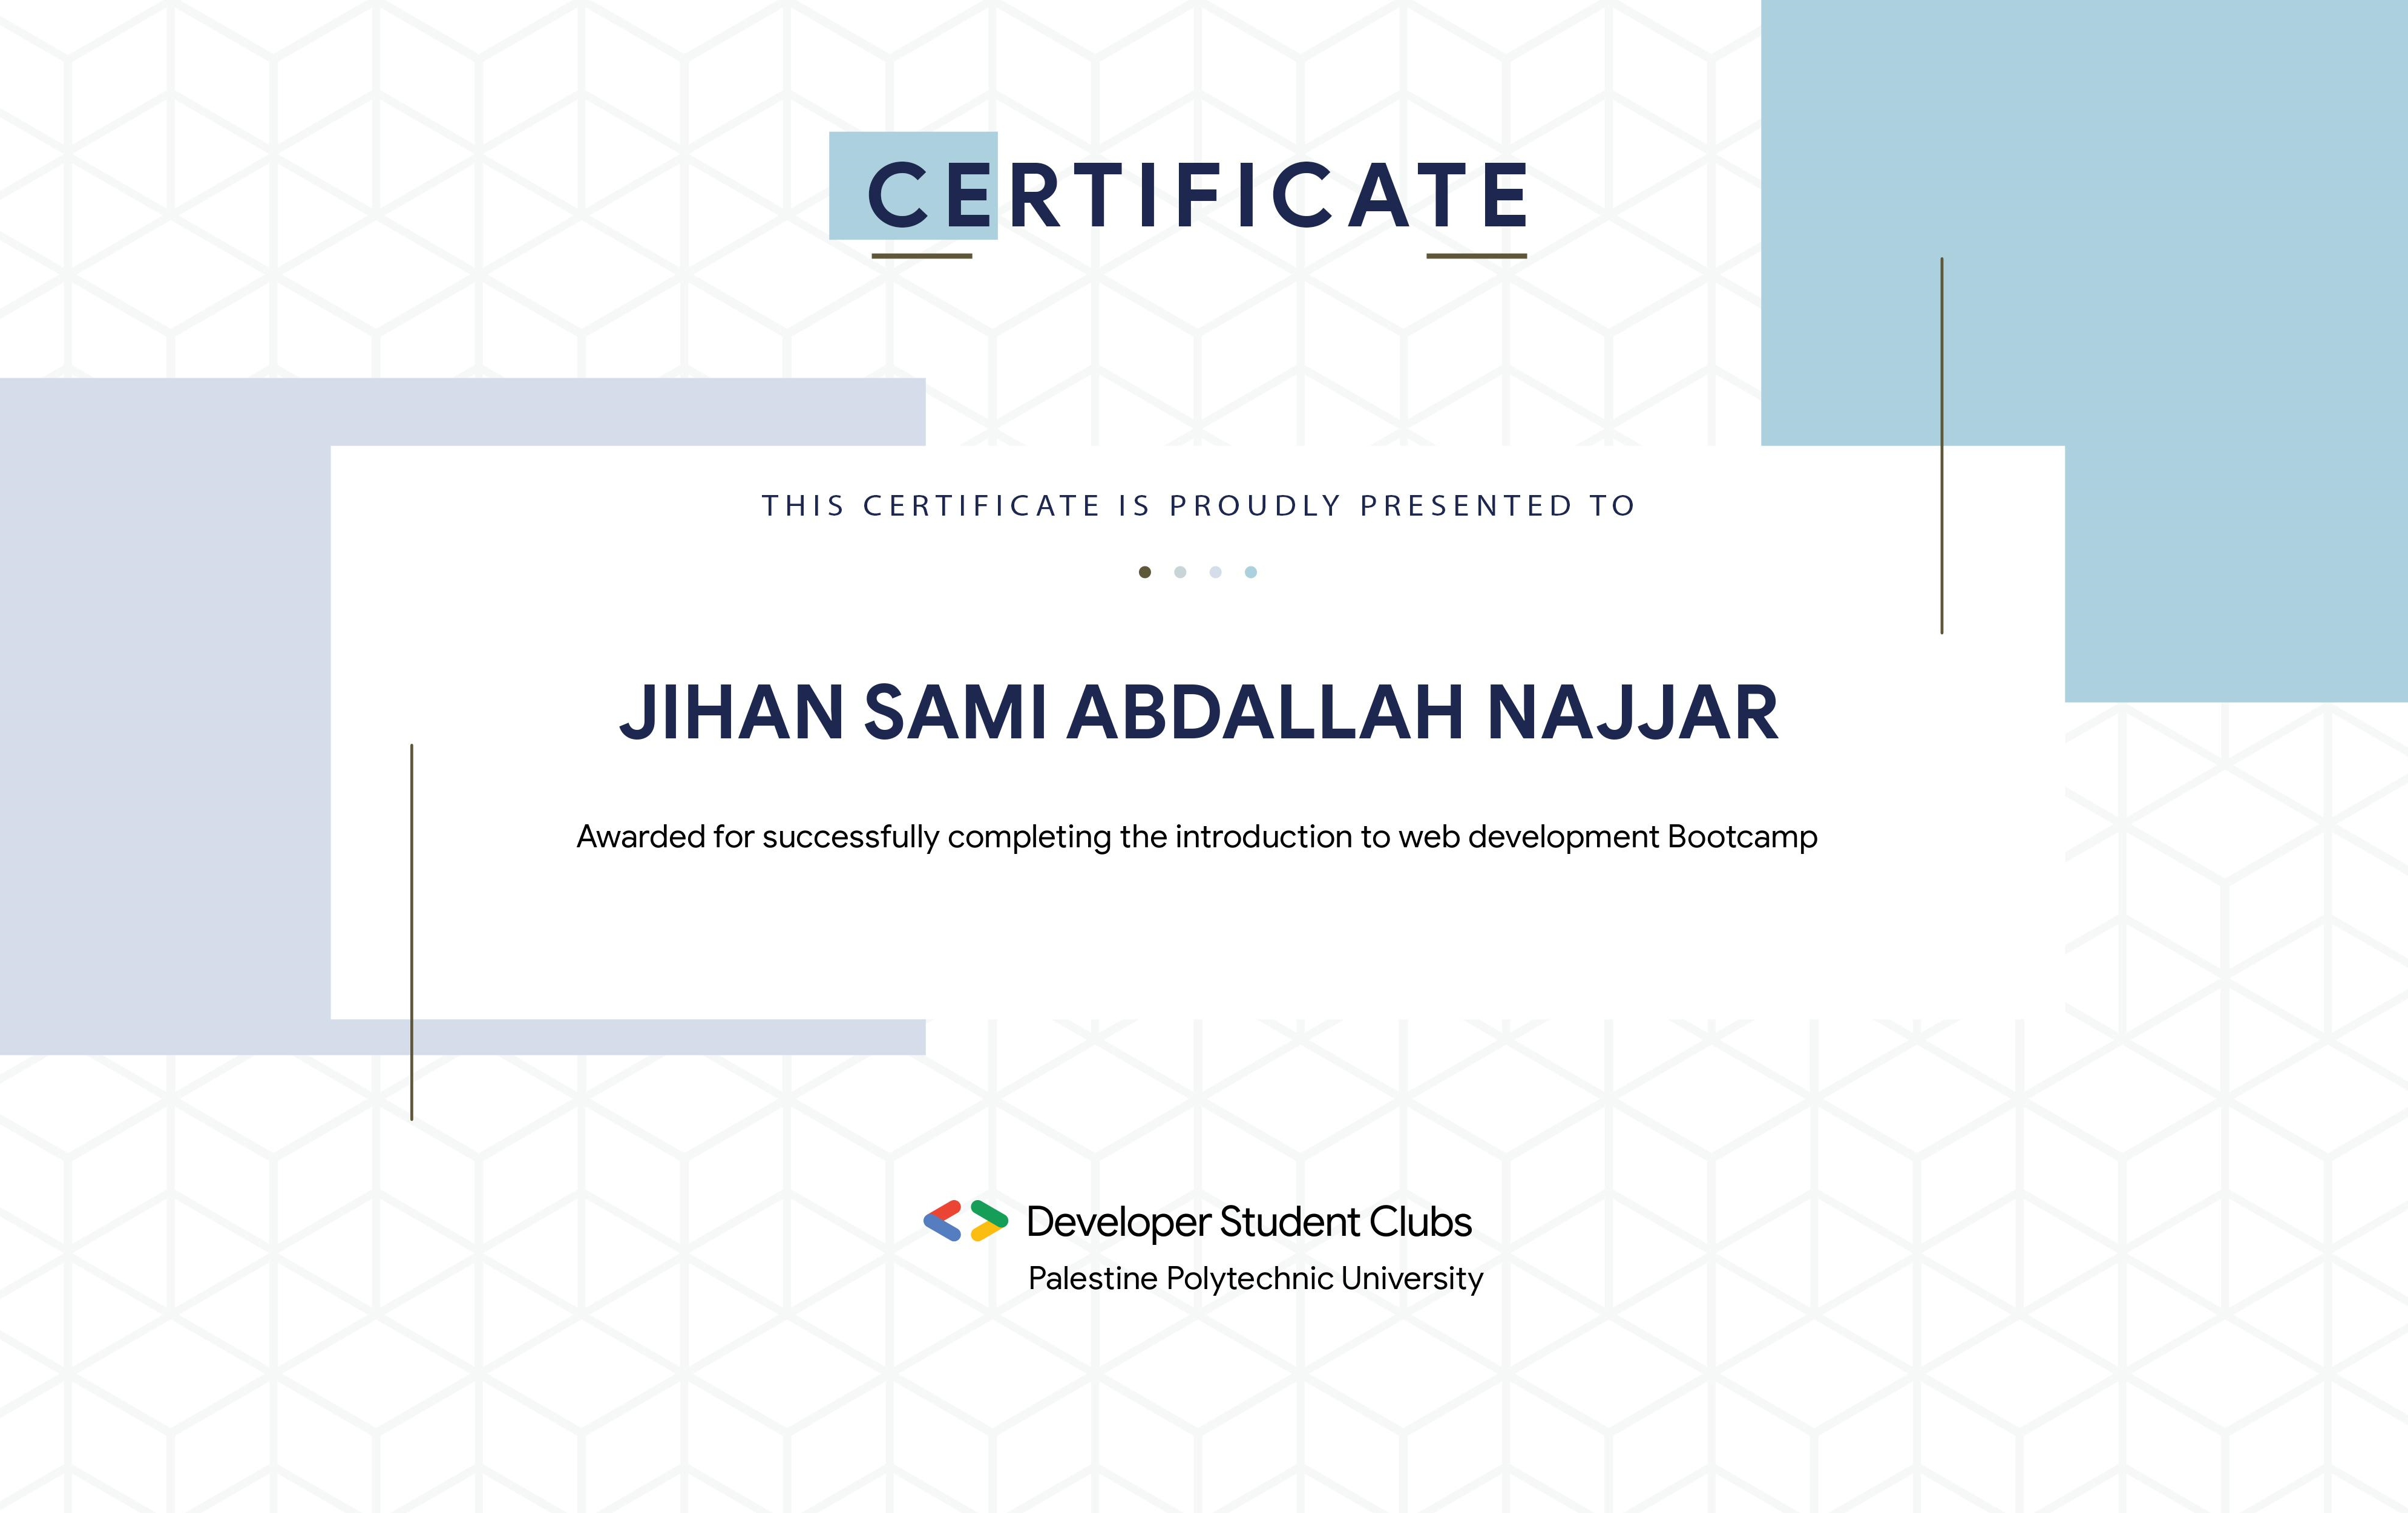 CERTIFICATE
THIS CERTIFICATE IS PROUDLY PRESENTED TO
JIHAN SAMI ABDALLAH NAJJAR
Awarded for successfully completing the introduction to web development Bootcamp
Developer Student Clubs
Palestine Polytechnic University